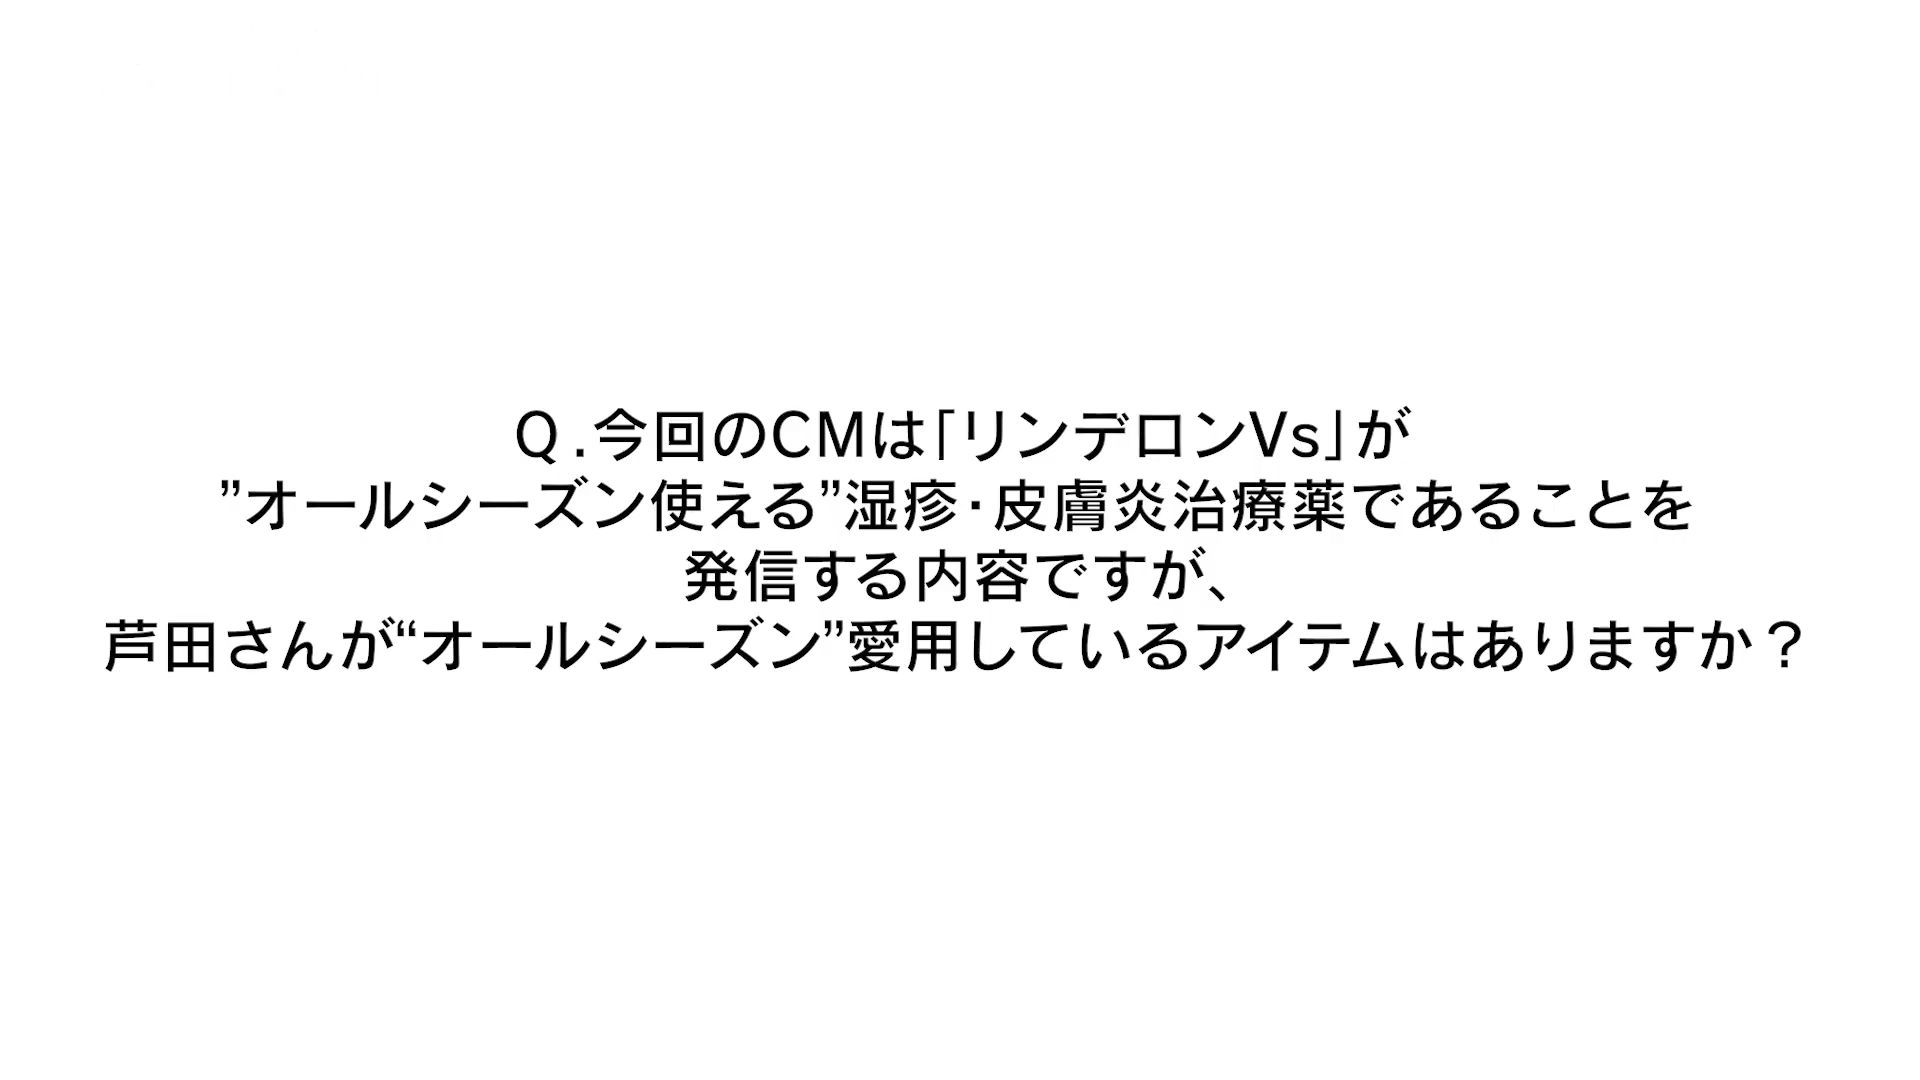 Q.今回のCMは「リンデロンVs」が
”オールシーズン使える”湿疹・皮膚炎治療薬であることを
発信する内容ですが、
芦田さんが“オールシーズン”愛用しているアイテムはありますか？